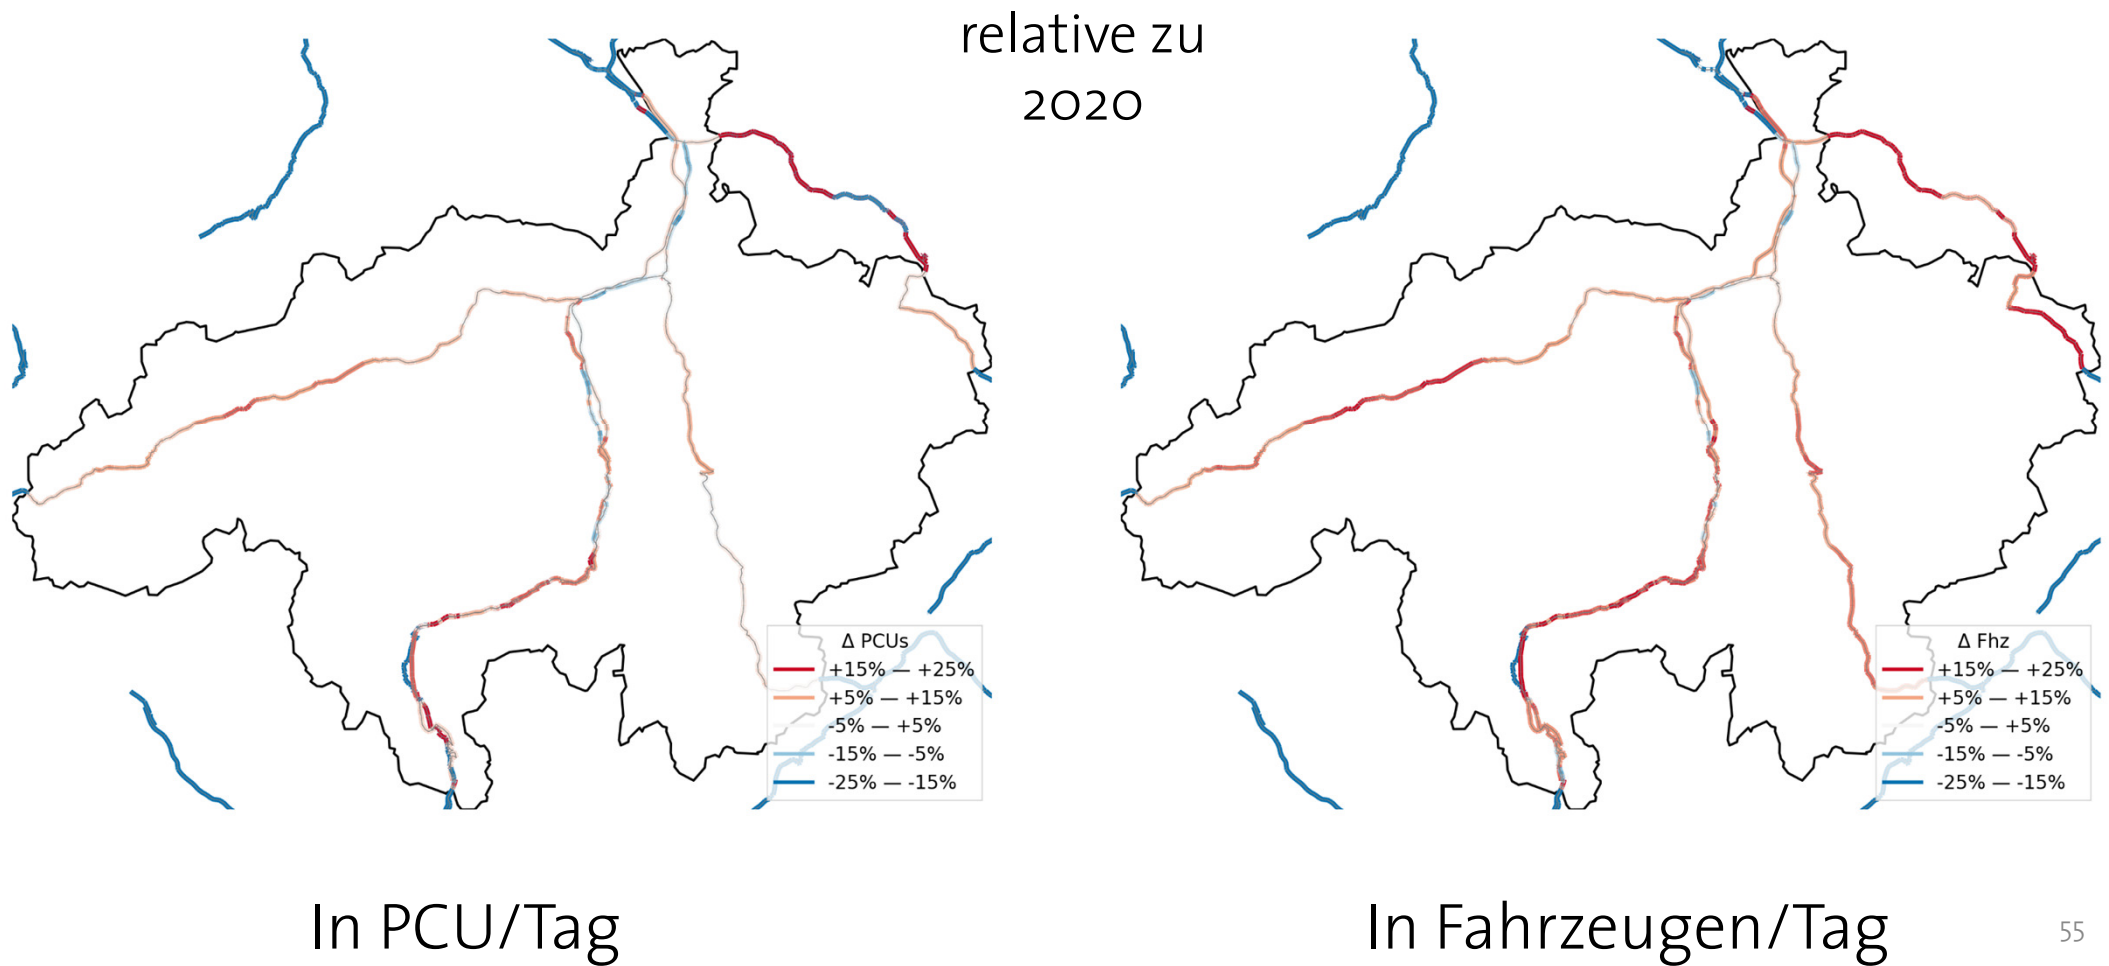 relative zu
2020
Δ PCUs
+15% — +25%
+5% — +15%
-5% — +5%
-15% — -5%
-25% — -15%
Δ Fhz
+15% — +25%
+5% — +15%
-5% — +5%
-15% — -5%
-25% — -15%
In PCU/Tag
In Fahrzeugen/Tag
55